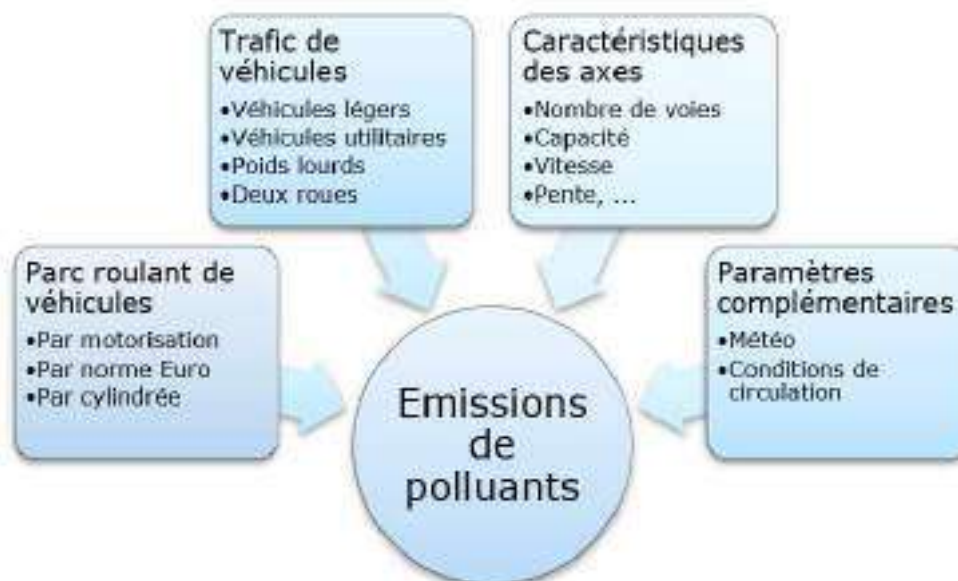 Trafic de
véhicules
•Véhicules légers
•Véhicules utilitaires
•Poids lourds
•Deux roues
Caractéristiques
des axes
•Nombre de voies
•Capacité
•Vitesse
•Pente, ...
Parc roulant de
véhicules
•Par motorisation
•Par norme Euro
•Par cylindrée
Paramètres
complémentaires
•Météo
•Conditions de
circulation
Emissions
de
polluants